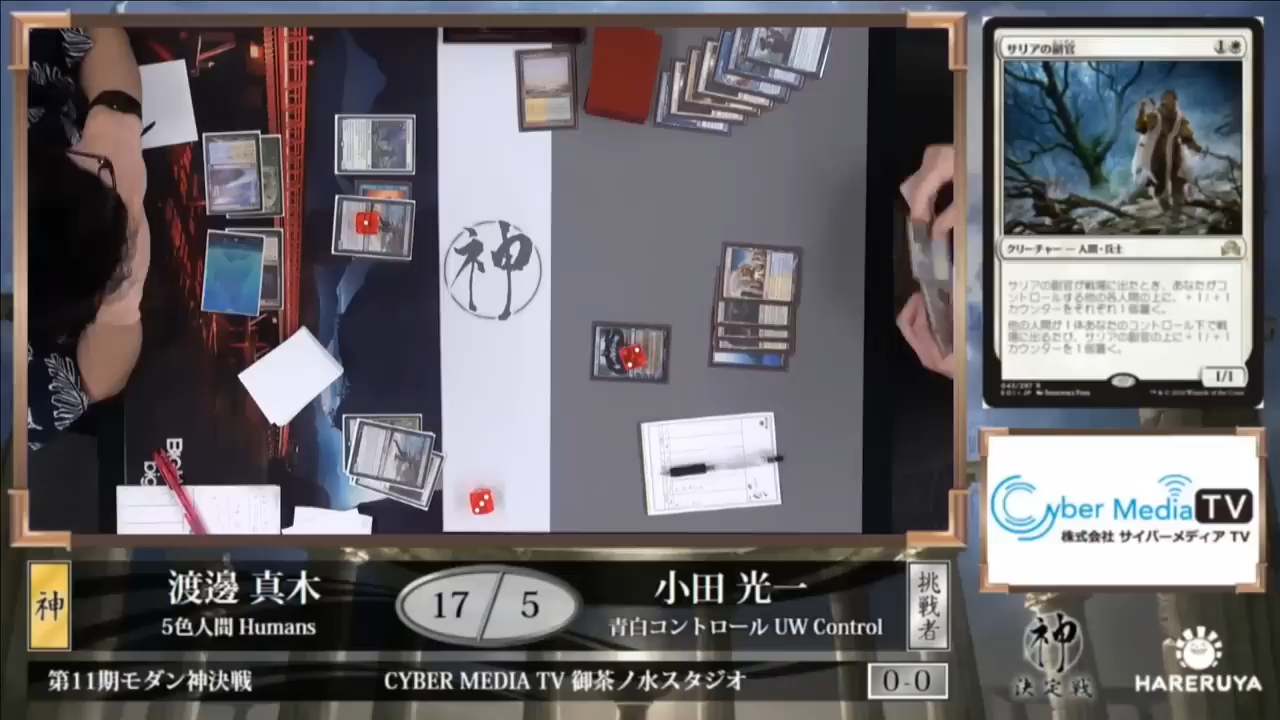 サリアの副官
クリーチャー — 人間・兵士
サリアの副官が戦場に出たとき、あなたがコ
ントロールする他の各人間の上に、+1/+1
カウンターをそれぞれ1個置く。
他の人間が1体あなたのコントロール下で戦
場に出るたび、サリアの副官の上に+1/+1
カウンターを1個置く。
1/1
神
Cyber Media TV
株式会社 サイバーメディア TV
神
渡邊 真木
5色人間 Humans
17 / 5
小田 光一
青白コントロール UW Control
挑戦者
第11期モダン神決戦
CYBER MEDIA TV 御茶ノ水スタジオ
0-0
神
決定戦
HARERUYA